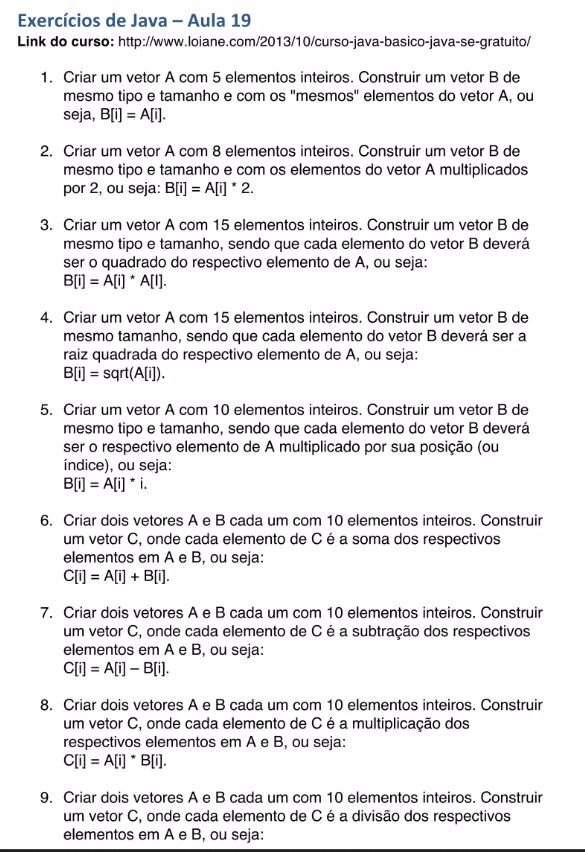 Exercícios de Java – Aula 19
Link do curso: http://www.loiane.com/2013/10/curso-java-basico-java-se-gratuito/
1. Criar um vetor A com 5 elementos inteiros. Construir um vetor B de
mesmo tipo e tamanho e com os "mesmos" elementos do vetor A, ou
seja, B[i] = A[i].
2. Criar um vetor A com 8 elementos inteiros. Construir um vetor B de
mesmo tipo e tamanho e com os elementos do vetor A multiplicados
por 2, ou seja: B[i] = A[i] * 2.
3. Criar um vetor A com 15 elementos inteiros. Construir um vetor B de
mesmo tipo e tamanho, sendo que cada elemento do vetor B deverá
ser o quadrado do respectivo elemento de A, ou seja:
B[i] = A[i] * A[I].
4. Criar um vetor A com 15 elementos inteiros. Construir um vetor B de
mesmo tamanho, sendo que cada elemento do vetor B deverá ser a
raiz quadrada do respectivo elemento de A, ou seja:
B[i] = sqrt(A[i]).
5. Criar um vetor A com 10 elementos inteiros. Construir um vetor B de
mesmo tipo e tamanho, sendo que cada elemento do vetor B deverá
ser o respectivo elemento de A multiplicado por sua posição (ou
índice), ou seja:
B[i] = A[i] * i.
6. Criar dois vetores A e B cada um com 10 elementos inteiros. Construir
um vetor C, onde cada elemento de C é a soma dos respectivos
elementos em A e B, ou seja:
C[i] = A[i] + B[i].
7. Criar dois vetores A e B cada um com 10 elementos inteiros. Construir
um vetor C, onde cada elemento de C é a subtração dos respectivos
elementos em A e B, ou seja:
C[i] = A[i] – B[i].
8. Criar dois vetores A e B cada um com 10 elementos inteiros. Construir
um vetor C, onde cada elemento de C é a multiplicação dos
respectivos elementos em A e B, ou seja:
C[i] = A[i] * B[i].
9. Criar dois vetores A e B cada um com 10 elementos inteiros. Construir
um vetor C, onde cada elemento de C é a divisão dos respectivos
elementos em A e B, ou seja: